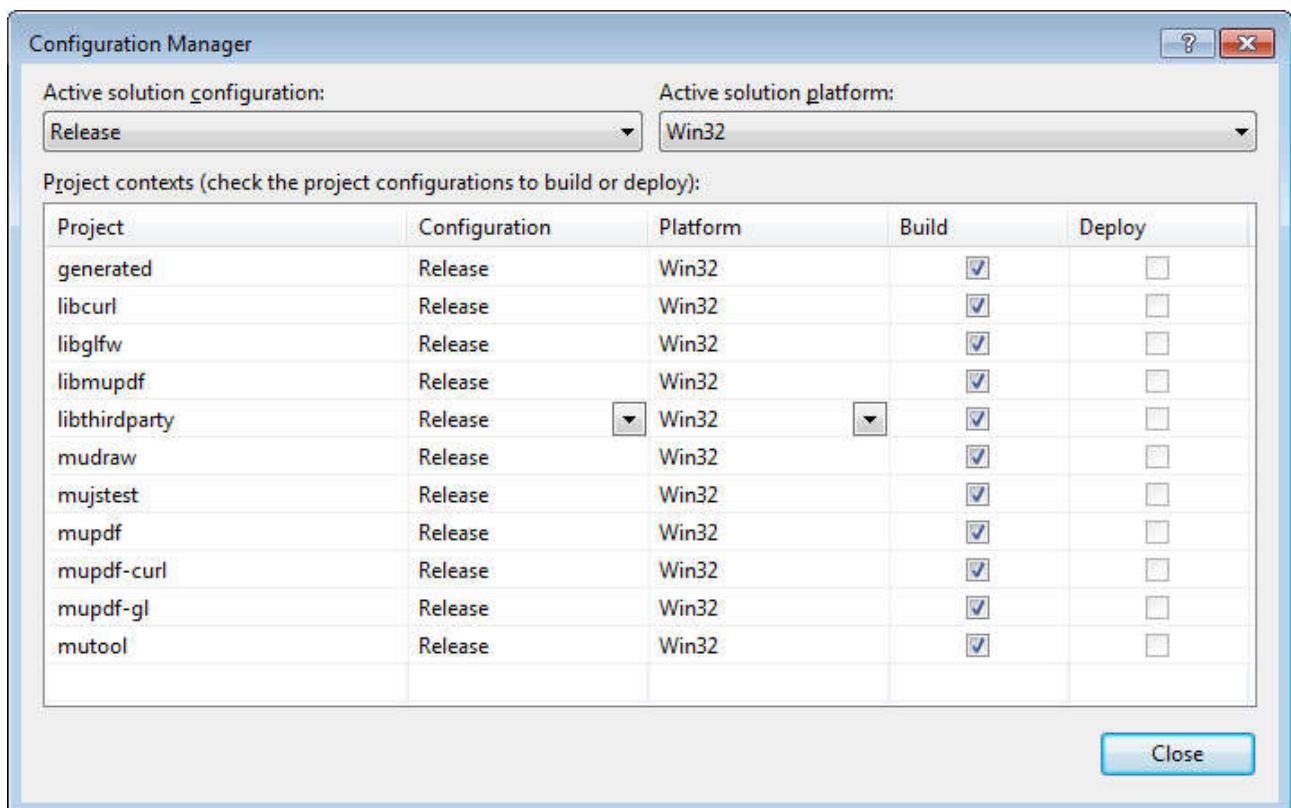 Configuration Manager
Active solution configuration: Active solution platform:
Release Win32
Project contexts (check the project configurations to build or deploy):
Project Configuration Platform Build Deploy
generated Release Win32
libcurl Release Win32
libglfw Release Win32
libmupdf Release Win32
libthirdparty Release Win32
mudraw Release Win32
mujstest Release Win32
mupdf Release Win32
mupdf-curl Release Win32
mupdf-gl Release Win32
mutool Release Win32
Close